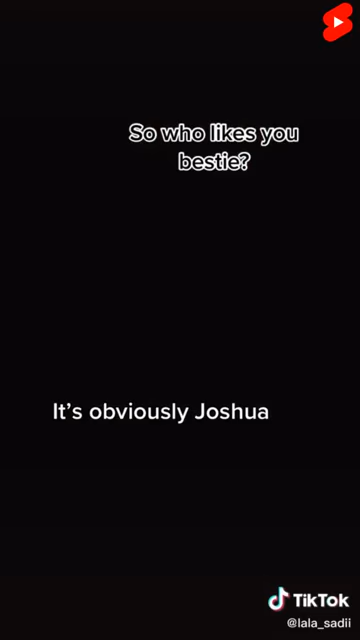 So who likes you
bestie?
It's obviously Joshua
TikTok
@lala_sadii